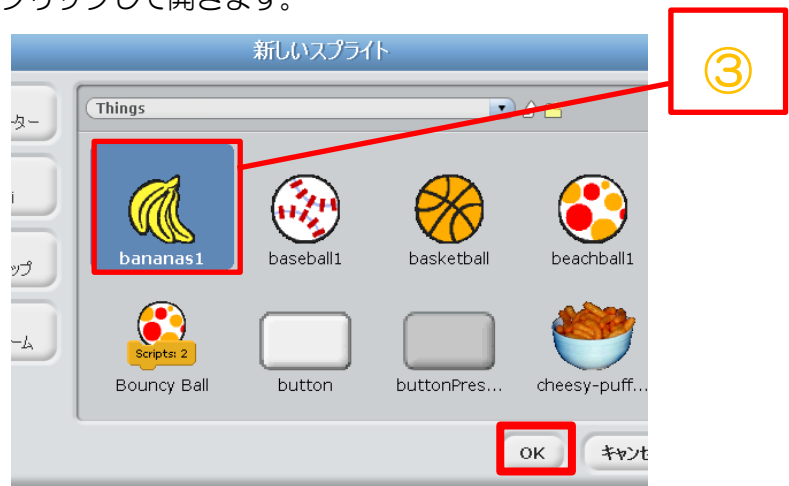 クリックして開きます。
新しいスプライト
③
Things
ーター
i
ップ
ーム
bananas1
baseball1
basketball
beachball1
Scripts: 2
Bouncy Ball
button
buttonPres...
cheesy-puff...
OK
キャンセ